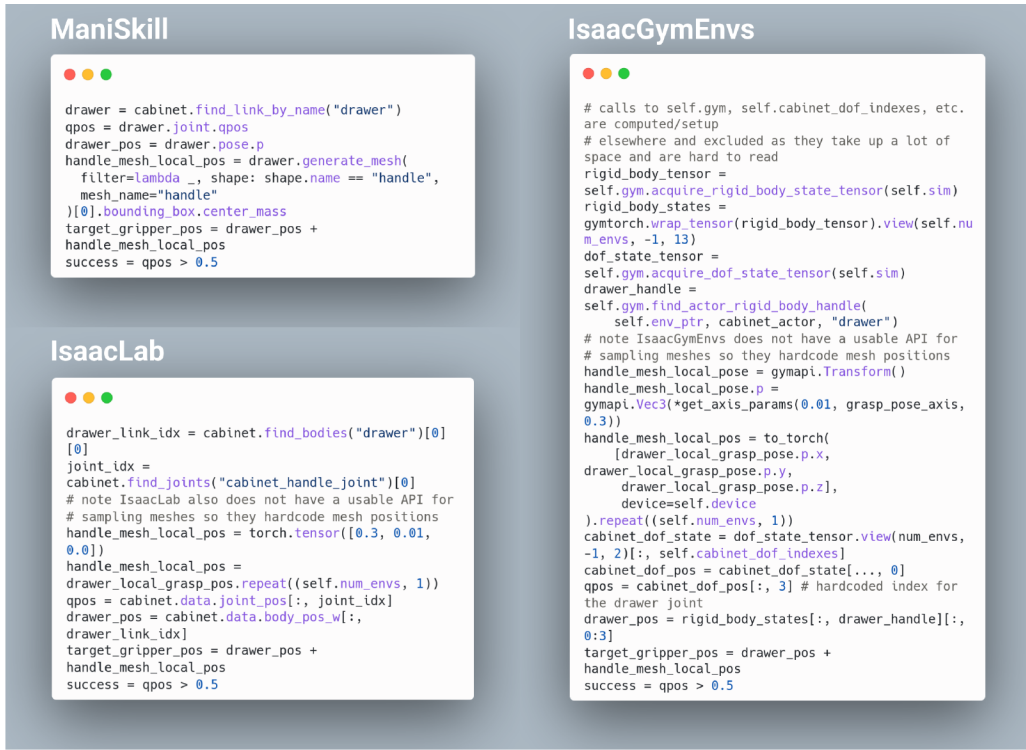 ManiSkill
drawer = cabinet.find_link_by_name("drawer")
qpos = drawer.joint.qpos
drawer_pos = drawer.pose.p
handle_mesh_local_pos = drawer.generate_mesh(
  filter=lambda _, shape: shape.name == "handle",
  mesh_name="handle"
)[0].bounding_box.center_mass
target_gripper_pos = drawer_pos +
handle_mesh_local_pos
success = qpos > 0.5
IsaacLab
drawer_link_idx = cabinet.find_bodies("drawer")[0]
[0]
joint_idx =
cabinet.find_joints("cabinet_handle_joint")[0]
# note IsaacLab also does not have a usable API for
# sampling meshes so they hardcode mesh positions
handle_mesh_local_pos = torch.tensor([0.3, 0.01,
0.0])
handle_mesh_local_pos =
drawer_local_grasp_pos.repeat((self.num_envs, 1))
qpos = cabinet.data.joint_pos[:, joint_idx]
drawer_pos = cabinet.data.body_pos_w[:,
drawer_link_idx]
target_gripper_pos = drawer_pos +
handle_mesh_local_pos
success = qpos > 0.5
IsaacGymEnvs
# calls to self.gym, self.cabinet_dof_indexes, etc.
are computed/setup
# elsewhere and excluded as they take up a lot of
space and are hard to read
rigid_body_tensor =
self.gym.acquire_rigid_body_state_tensor(self.sim)
rigid_body_states =
gymtorch.wrap_tensor(rigid_body_tensor).view(self.nu
m_envs, -1, 13)
dof_state_tensor =
self.gym.acquire_dof_state_tensor(self.sim)
drawer_handle =
self.gym.find_actor_rigid_body_handle(
    self.env_ptr, cabinet_actor, "drawer")
# note IsaacGymEnvs does not have a usable API for
# sampling meshes so they hardcode mesh positions
handle_mesh_local_pose = gymapi.Transform()
handle_mesh_local_pose.p =
gymapi.Vec3(*get_axis_params(0.01, grasp_pose_axis,
0.3))
handle_mesh_local_pos = to_torch(
    [drawer_local_grasp_pose.p.x,
drawer_local_grasp_pose.p.y,
     drawer_local_grasp_pose.p.z],
     device=self.device
).repeat((self.num_envs, 1))
cabinet_dof_state = dof_state_tensor.view(num_envs,
-1, 2)[:, self.cabinet_dof_indexes]
cabinet_dof_pos = cabinet_dof_state[..., 0]
qpos = cabinet_dof_pos[:, 3] # hardcoded index for
the drawer joint
drawer_pos = rigid_body_states[:, drawer_handle][:,
0:3]
target_gripper_pos = drawer_pos +
handle_mesh_local_pos
success = qpos > 0.5